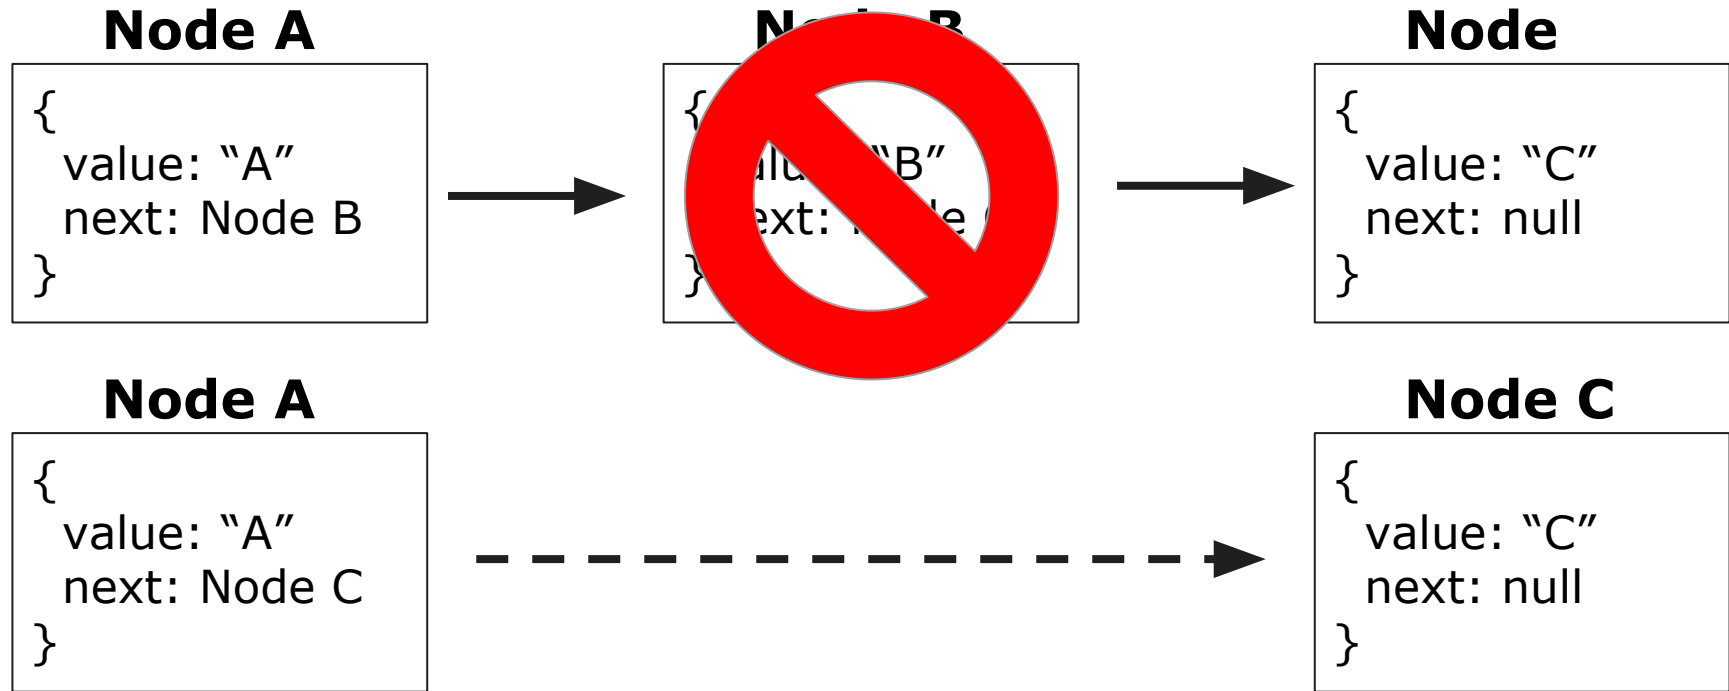 Node A
{
value: “A”
next: Node B
}
{
“B”
}
Node
{
value: “C”
next: null
}
Node A
{
value: “A”
next: Node C
}
Node C
{
value: “C”
next: null
}